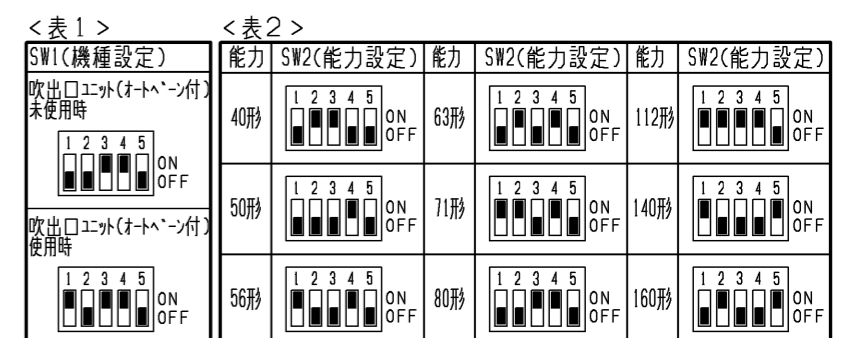 <表1>
SW1(機種設定)
吹出口ユニット(オートベーン付)
未使用時
1 2 3 4 5
ON
OFF
吹出口ユニット(オートベーン付)
使用時
1 2 3 4 5
ON
OFF
<表2>
能力 SW2(能力設定) 能力 SW2(能力設定) 能力 SW2(能力設定)
40形 1 2 3 4 5 ON OFF 63形 1 2 3 4 5 ON OFF 112形 1 2 3 4 5 ON OFF
50形 1 2 3 4 5 ON OFF 71形 1 2 3 4 5 ON OFF 140形 1 2 3 4 5 ON OFF
56形 1 2 3 4 5 ON OFF 80形 1 2 3 4 5 ON OFF 160形 1 2 3 4 5 ON OFF